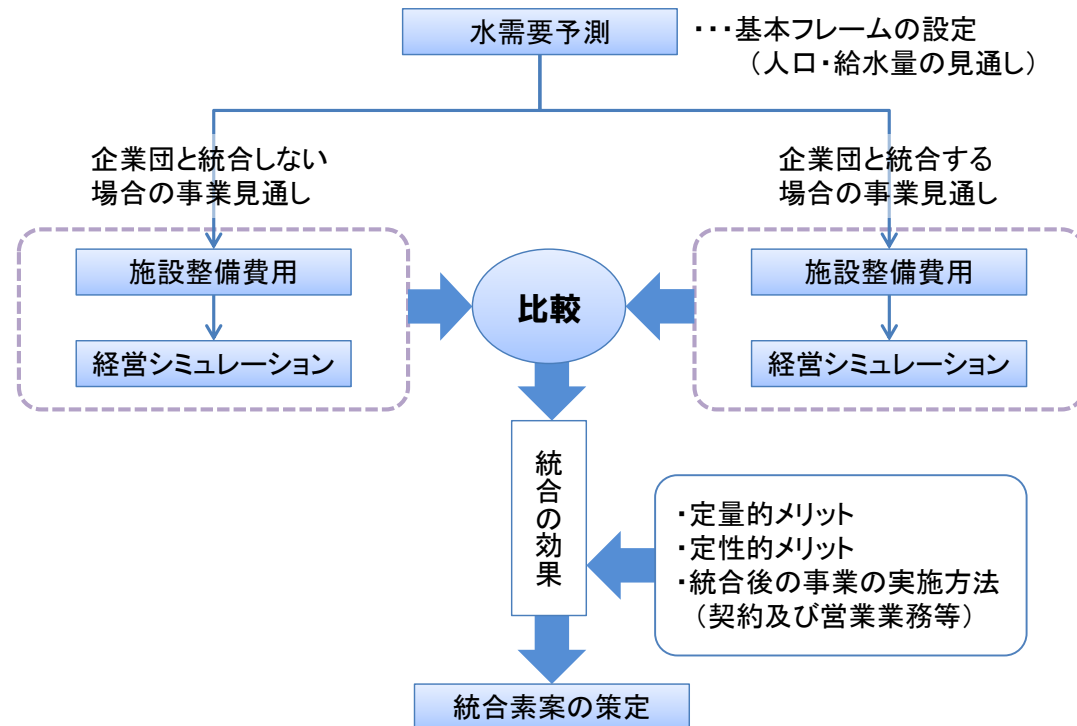 水需要予測
・・・基本フレームの設定
（人口・給水量の見通し）
企業団と統合しない
場合の事業見通し
企業団と統合する
場合の事業見通し
施設整備費用
経営シミュレーション
比較
施設整備費用
経営シミュレーション
統合の効果
・定量的メリット
・定性的メリット
・統合後の事業の実施方法
（契約及び営業業務等）
統合素案の策定